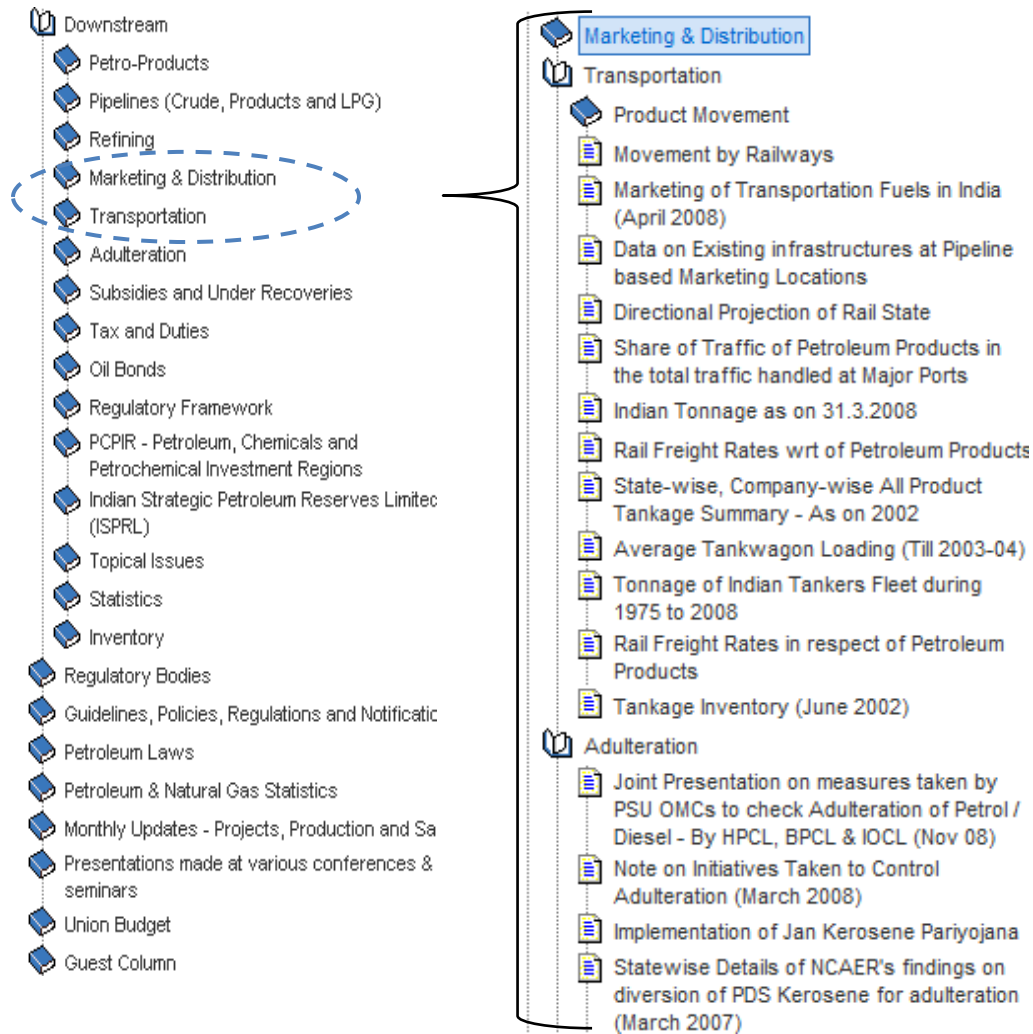 Downstream
Petro-Products
Pipelines (Crude, Products and LPG)
Refining
Marketing & Distribution
Transportation
Adulteration
Subsidies and Under Recoveries
Tax and Duties
Oil Bonds
Regulatory Framework
PCPIR - Petroleum, Chemicals and
Petrochemical Investment Regions
Indian Strategic Petroleum Reserves Limitec
(ISPRL)
Topical Issues
Statistics
Inventory
Regulatory Bodies
Guidelines, Policies, Regulations and Notificatic
Petroleum Laws
Petroleum & Natural Gas Statistics
Monthly Updates - Projects, Production and Sa
Presentations made at various conferences &
seminars
Union Budget
Guest Column
Marketing & Distribution
Transportation
Product Movement
Movement by Railways
Marketing of Transportation Fuels in India
(April 2008)
Data on Existing infrastructures at Pipeline
based Marketing Locations
Directional Projection of Rail State
Share of Traffic of Petroleum Products in
the total traffic handled at Major Ports
Indian Tonnage as on 31.3.2008
Rail Freight Rates wrt of Petroleum Products
State-wise, Company-wise All Product
Tankage Summary - As on 2002
Average Tankwagon Loading (Till 2003-04)
Tonnage of Indian Tankers Fleet during
1975 to 2008
Rail Freight Rates in respect of Petroleum
Products
Tankage Inventory (June 2002)
Adulteration
Joint Presentation on measures taken by
PSU OMCs to check Adulteration of Petrol /
Diesel - By HPCL, BPCL & IOCL (Nov 08)
Note on Initiatives Taken to Control
Adulteration (March 2008)
Implementation of Jan Kerosene Pariyojana
Statewise Details of NCAER's findings on
diversion of PDS Kerosene for adulteration
(March 2007)